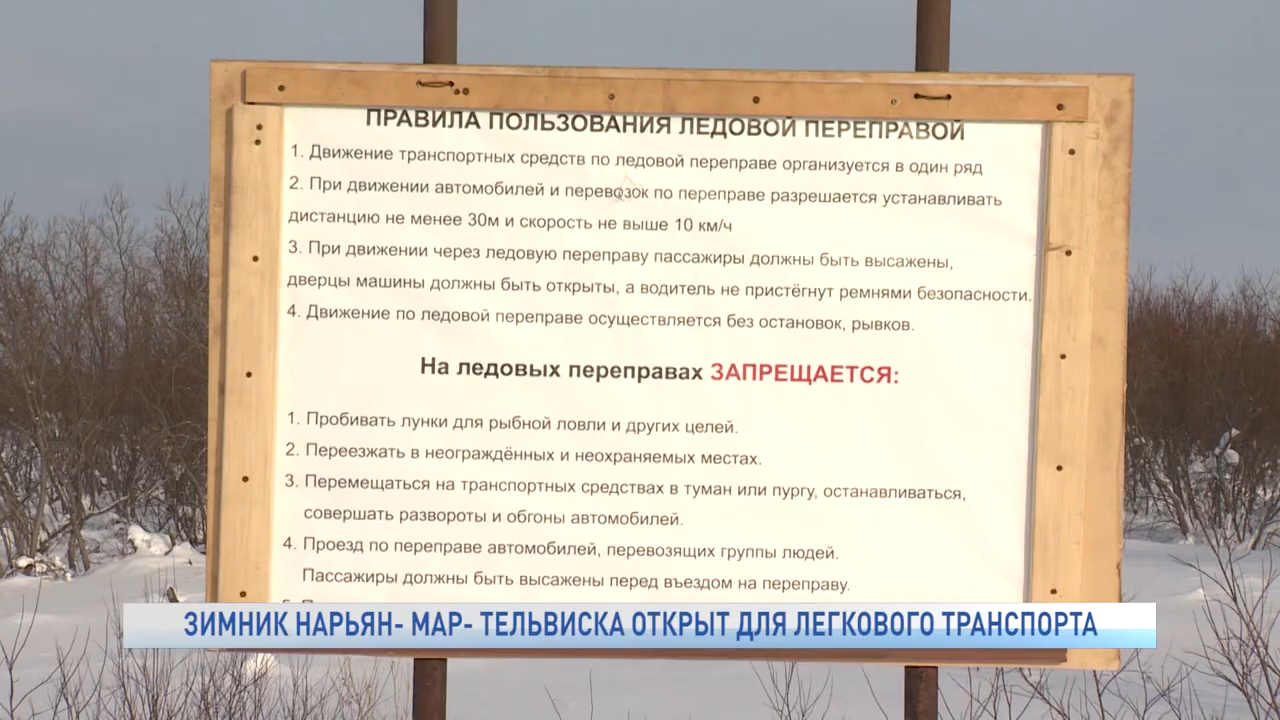 ПРАВИЛА ПОЛЬЗОВАНИЯ ЛЕДОВОЙ ПЕРЕПРАВОЙ
1. Движение транспортных средств по ледовой переправе организуется в один ряд
2. При движении автомобилей и перевозок по переправе разрешается устанавливать
дистанцию не менее 30м и скорость не выше 10 км/ч
3. При движении через ледовую переправу пассажиры должны быть высажены,
дверцы машины должны быть открыты, а водитель не пристёгнут ремнями безопасности.
4. Движение по ледовой переправе осуществляется без остановок, рывков.
На ледовых переправах ЗАПРЕЩАЕТСЯ:
1. Пробивать лунки для рыбной ловли и других целей.
2. Переезжать в неограждённых и неохраняемых местах.
3. Перемещаться на транспортных средствах в туман или пургу, останавливаться,
совершать развороты и обгоны автомобилей.
4. Проезд по переправе автомобилей, перевозящих группы людей.
Пассажиры должны быть высажены перед въездом на переправу.
ЗИМНИК НАРЬЯН- МАР- ТЕЛЬВИСКА ОТКРЫТ ДЛЯ ЛЕГКОВОГО ТРАНСПОРТА